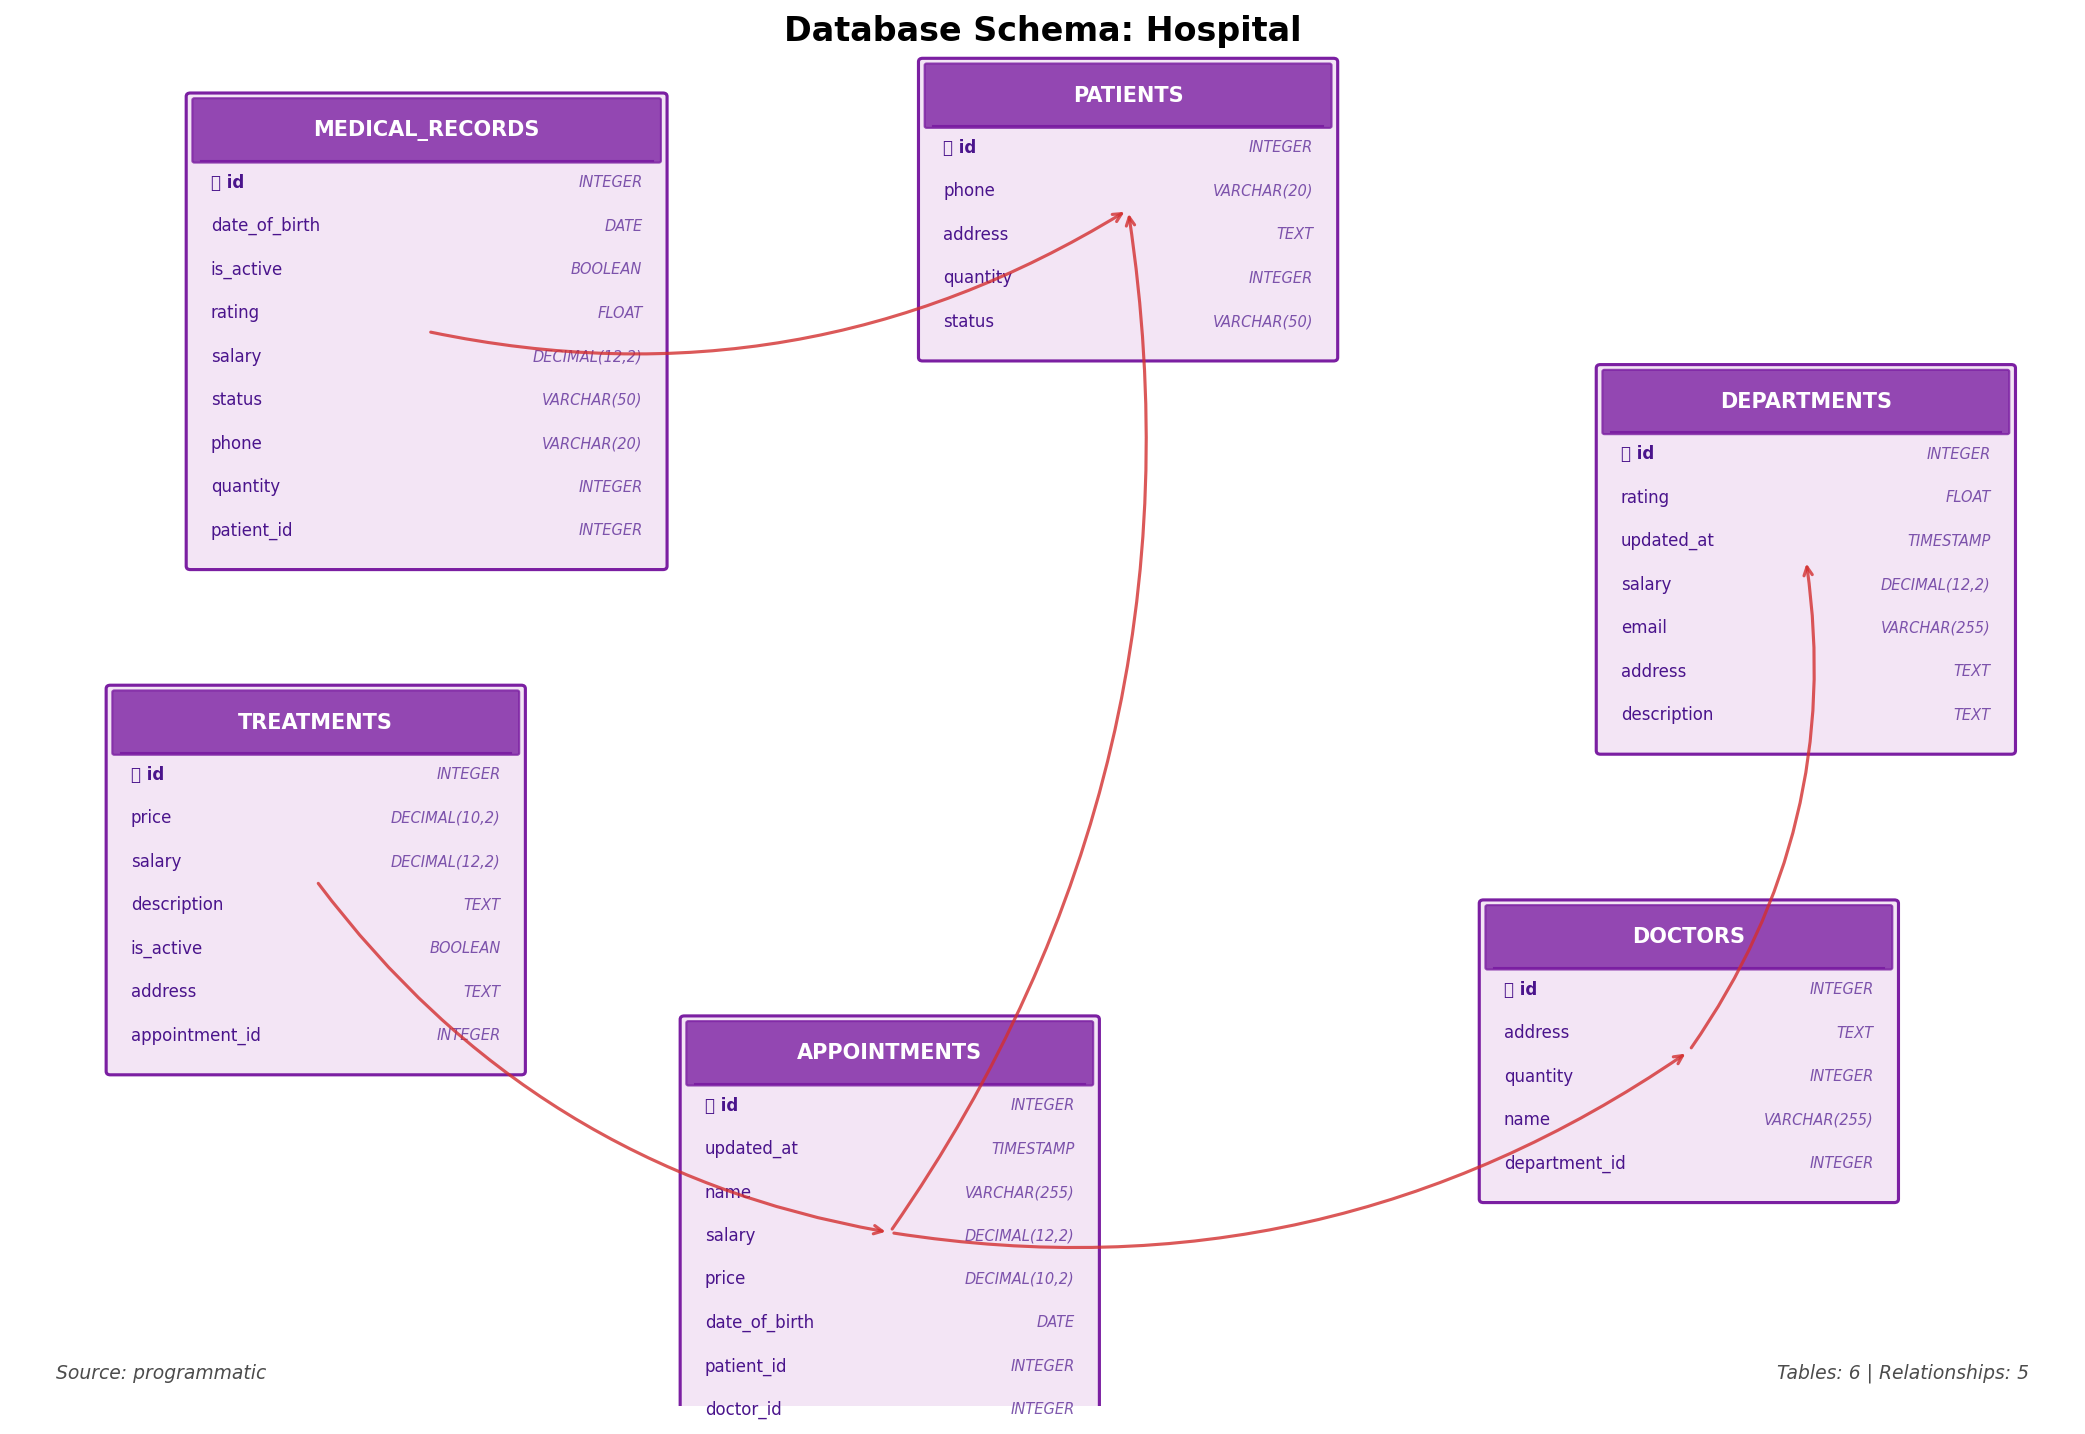 Database Schema: Hospital
MEDICAL_RECORDS
id INTEGER
date_of_birth DATE
is_active BOOLEAN
rating FLOAT
salary DECIMAL(12,2)
status VARCHAR(50)
phone VARCHAR(20)
quantity INTEGER
patient_id INTEGER
PATIENTS
id INTEGER
phone VARCHAR(20)
address TEXT
quantity INTEGER
status VARCHAR(50)
DEPARTMENTS
id INTEGER
rating FLOAT
updated_at TIMESTAMP
salary DECIMAL(12,2)
email VARCHAR(255)
address TEXT
description TEXT
TREATMENTS
id INTEGER
price DECIMAL(10,2)
salary DECIMAL(12,2)
description TEXT
is_active BOOLEAN
address TEXT
appointment_id INTEGER
APPOINTMENTS
id INTEGER
updated_at TIMESTAMP
name VARCHAR(255)
salary DECIMAL(12,2)
price DECIMAL(10,2)
date_of_birth DATE
patient_id INTEGER
doctor_id INTEGER
DOCTORS
id INTEGER
address TEXT
quantity INTEGER
name VARCHAR(255)
department_id INTEGER
Source: programmatic
Tables: 6 | Relationships: 5